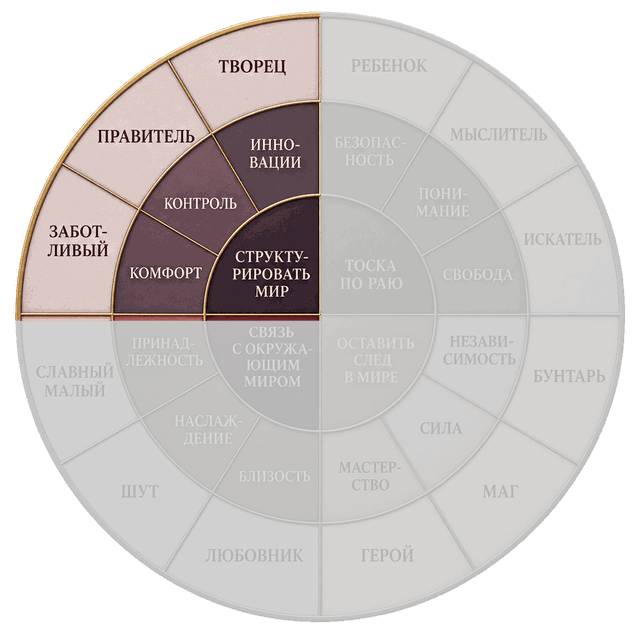 ТВОРЕЦ
РЕБЕНОК
ПРАВИТЕЛЬ
МЫСЛИТЕЛЬ
ИННО-
ВАЦИИ
БЕЗОПАС-
НОСТЬ
КОНТРОЛЬ
ПОНИ-
МАНИЕ
ЗАБОТ-
ЛИВЫЙ
ИСКАТЕЛЬ
КОМФОРТ
СТРУКТУ-
РИРОВАТЬ
МИР
ТОСКА
ПО РАЮ
СВОБОДА
СЛАВНЫЙ
МАЛЫЙ
ПРИНАД-
ЛЕЖНОСТЬ
СВЯЗЬ
С ОКРУЖА-
ЮЩИМ
МИРОМ
ОСТАВИТЬ
СЛЕД
В МИРЕ
НЕЗАВИ-
СИМОСТЬ
БУНТАРЬ
НАСЛАЖ-
ДЕНИЕ
СИЛА
ШУТ
БЛИЗОСТЬ
МАСТЕР-
СТВО
МАГ
ЛЮБОВНИК
ГЕРОЙ